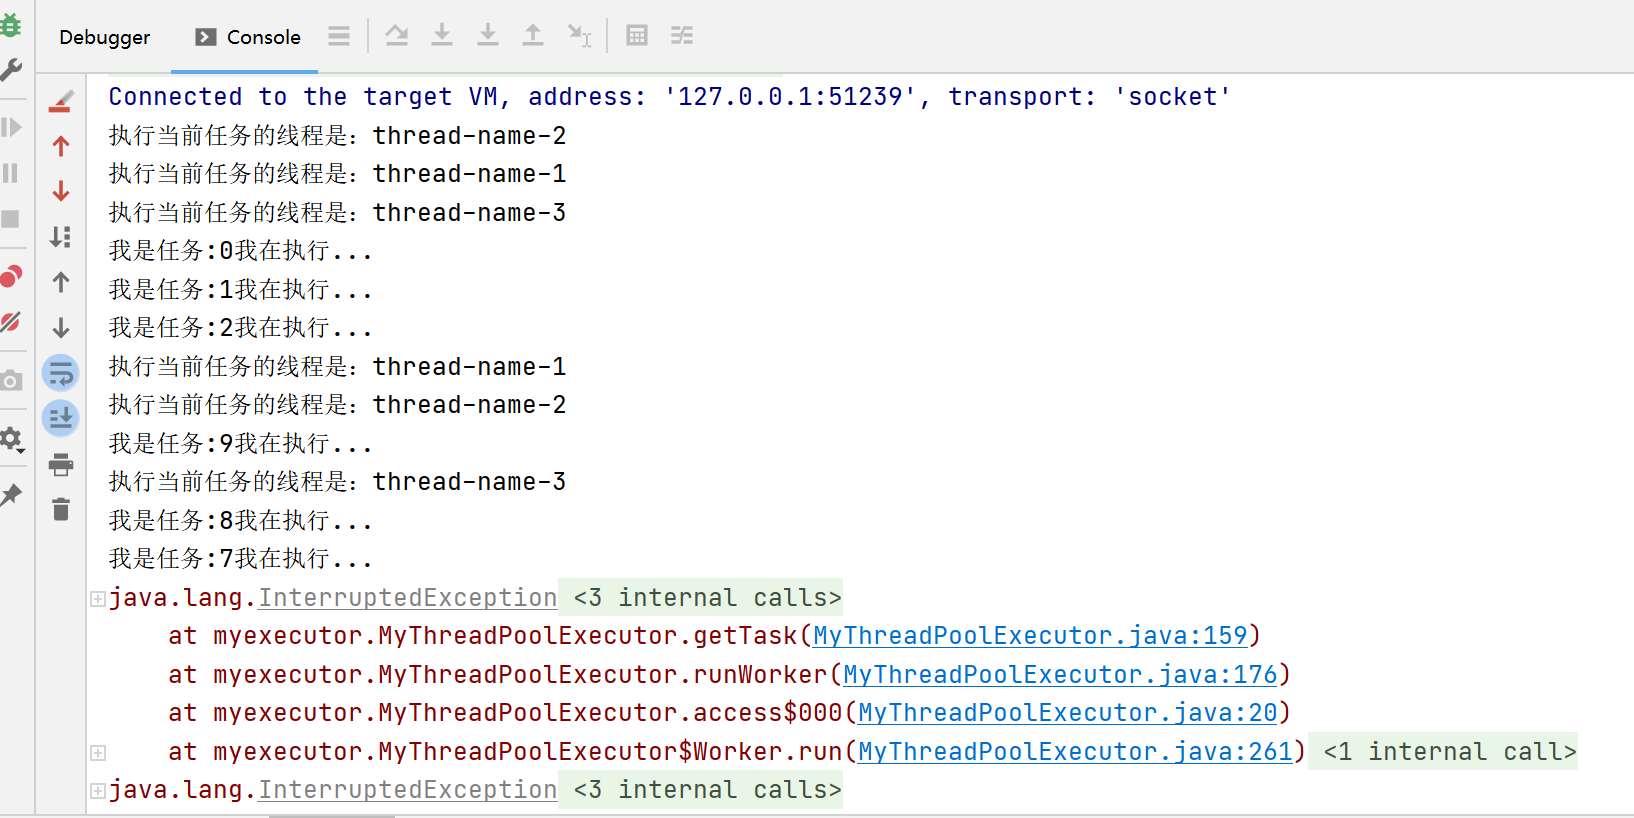 Debugger Console
Connected to the target VM, address: '127.0.0.1:51239', transport: 'socket'
执行当前任务的线程是：thread-name-2
执行当前任务的线程是：thread-name-1
执行当前任务的线程是：thread-name-3
我是任务:0我在执行...
我是任务:1我在执行...
我是任务:2我在执行...
执行当前任务的线程是：thread-name-1
执行当前任务的线程是：thread-name-2
我是任务:9我在执行...
执行当前任务的线程是：thread-name-3
我是任务:8我在执行...
我是任务:7我在执行...
java.lang.InterruptedException <3 internal calls>
at myexecutor.MyThreadPoolExecutor.getTask(MyThreadPoolExecutor.java:159)
at myexecutor.MyThreadPoolExecutor.runWorker(MyThreadPoolExecutor.java:176)
at myexecutor.MyThreadPoolExecutor.access$000(MyThreadPoolExecutor.java:20)
at myexecutor.MyThreadPoolExecutor$Worker.run(MyThreadPoolExecutor.java:261) <1 internal call>
java.lang.InterruptedException <3 internal calls>